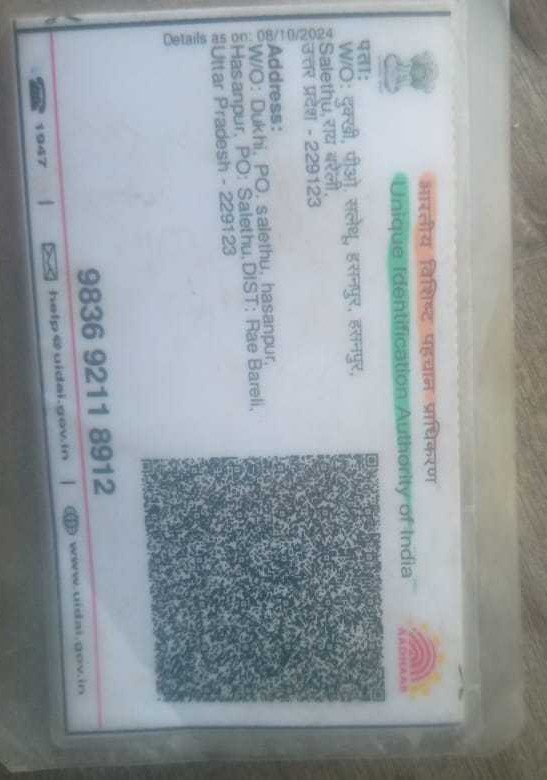 भारतीय विशिष्ट पहचान प्राधिकरण
Unique Identification Authority of India
AADHAAR
पता:
W/O: दुक्खी, पीओ, सलेथू, हसनपुर, हसनपुर,
Salethu, राय बरेली,
उत्तर प्रदेश - 229123
Details as on: 08/10/2024
Address:
W/O: Dukhi, PO, salethu, hasanpur,
Hasanpur, PO: Salethu, DIST: Rae Bareli,
Uttar Pradesh - 229123
9836 9211 8912
1947 | help@uidai.gov.in | www.uidai.gov.in